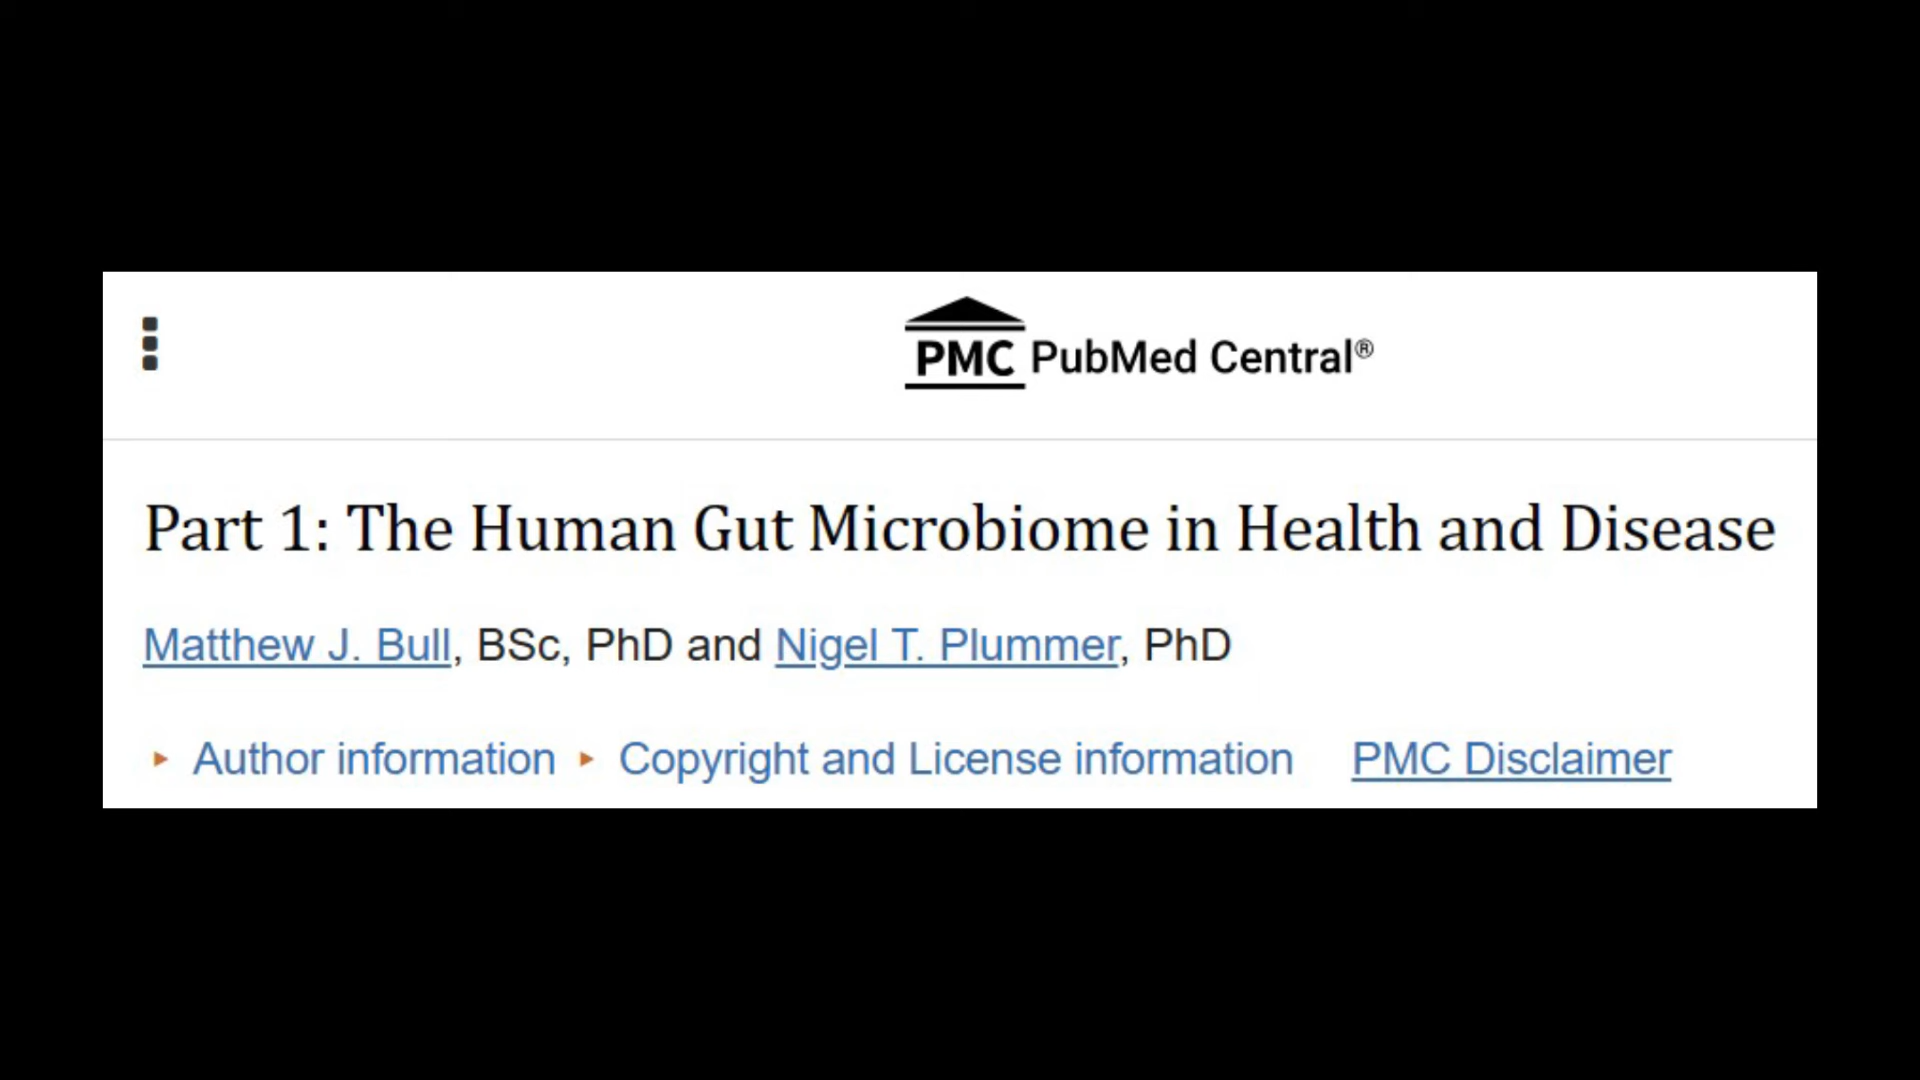 PMC PubMed Central®
Part 1: The Human Gut Microbiome in Health and Disease
Matthew J. Bull, BSc, PhD and Nigel T. Plummer, PhD
▸ Author information ▸ Copyright and License information PMC Disclaimer